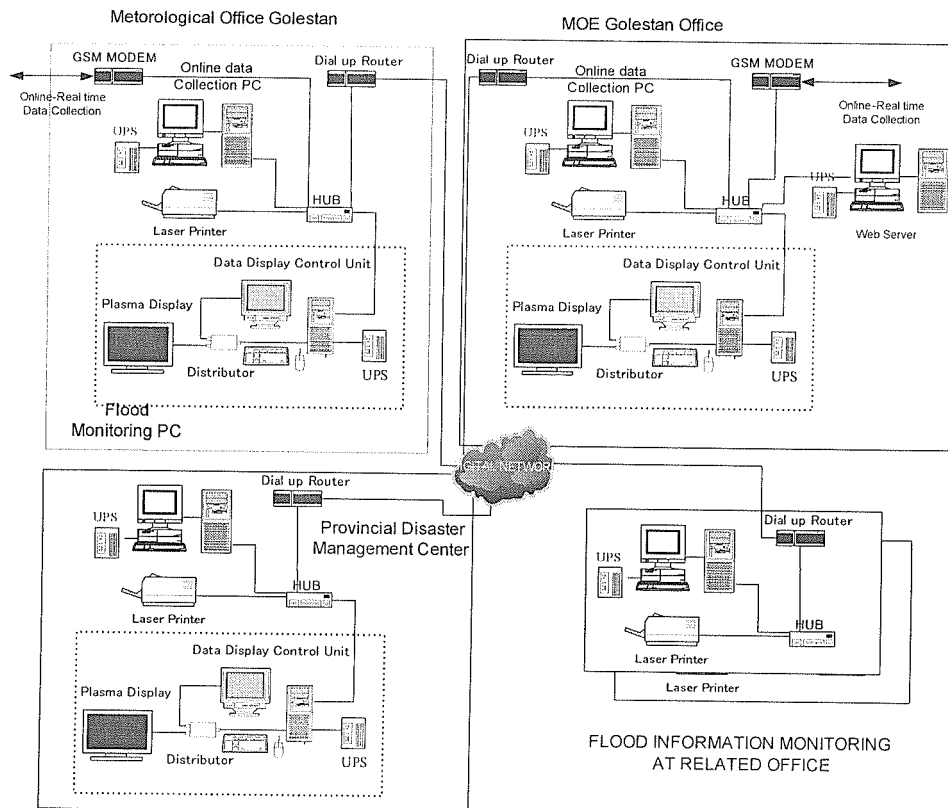 Metorological Office Golestan
GSM MODEM
Online data
Collection PC
Dial up Router
Online-Real time
Data Collection
UPS
HUB
Laser Printer
Data Display Control Unit
Plasma Display
Distributor
UPS
Flood
Monitoring PC
MOE Golestan Office
Dial up Router
Online data
Collection PC
GSM MODEM
Online-Real time
Data Collection
UPS
UPS
HUB
Laser Printer
Web Server
Data Display Control Unit
Plasma Display
Distributor
UPS
DIGITAL NETWORK
Dial up Router
UPS
Provincial Disaster
Management Center
HUB
Laser Printer
Data Display Control Unit
Plasma Display
Distributor
UPS
Dial up Router
UPS
HUB
Laser Printer
Laser Printer
FLOOD INFORMATION MONITORING
AT RELATED OFFICE